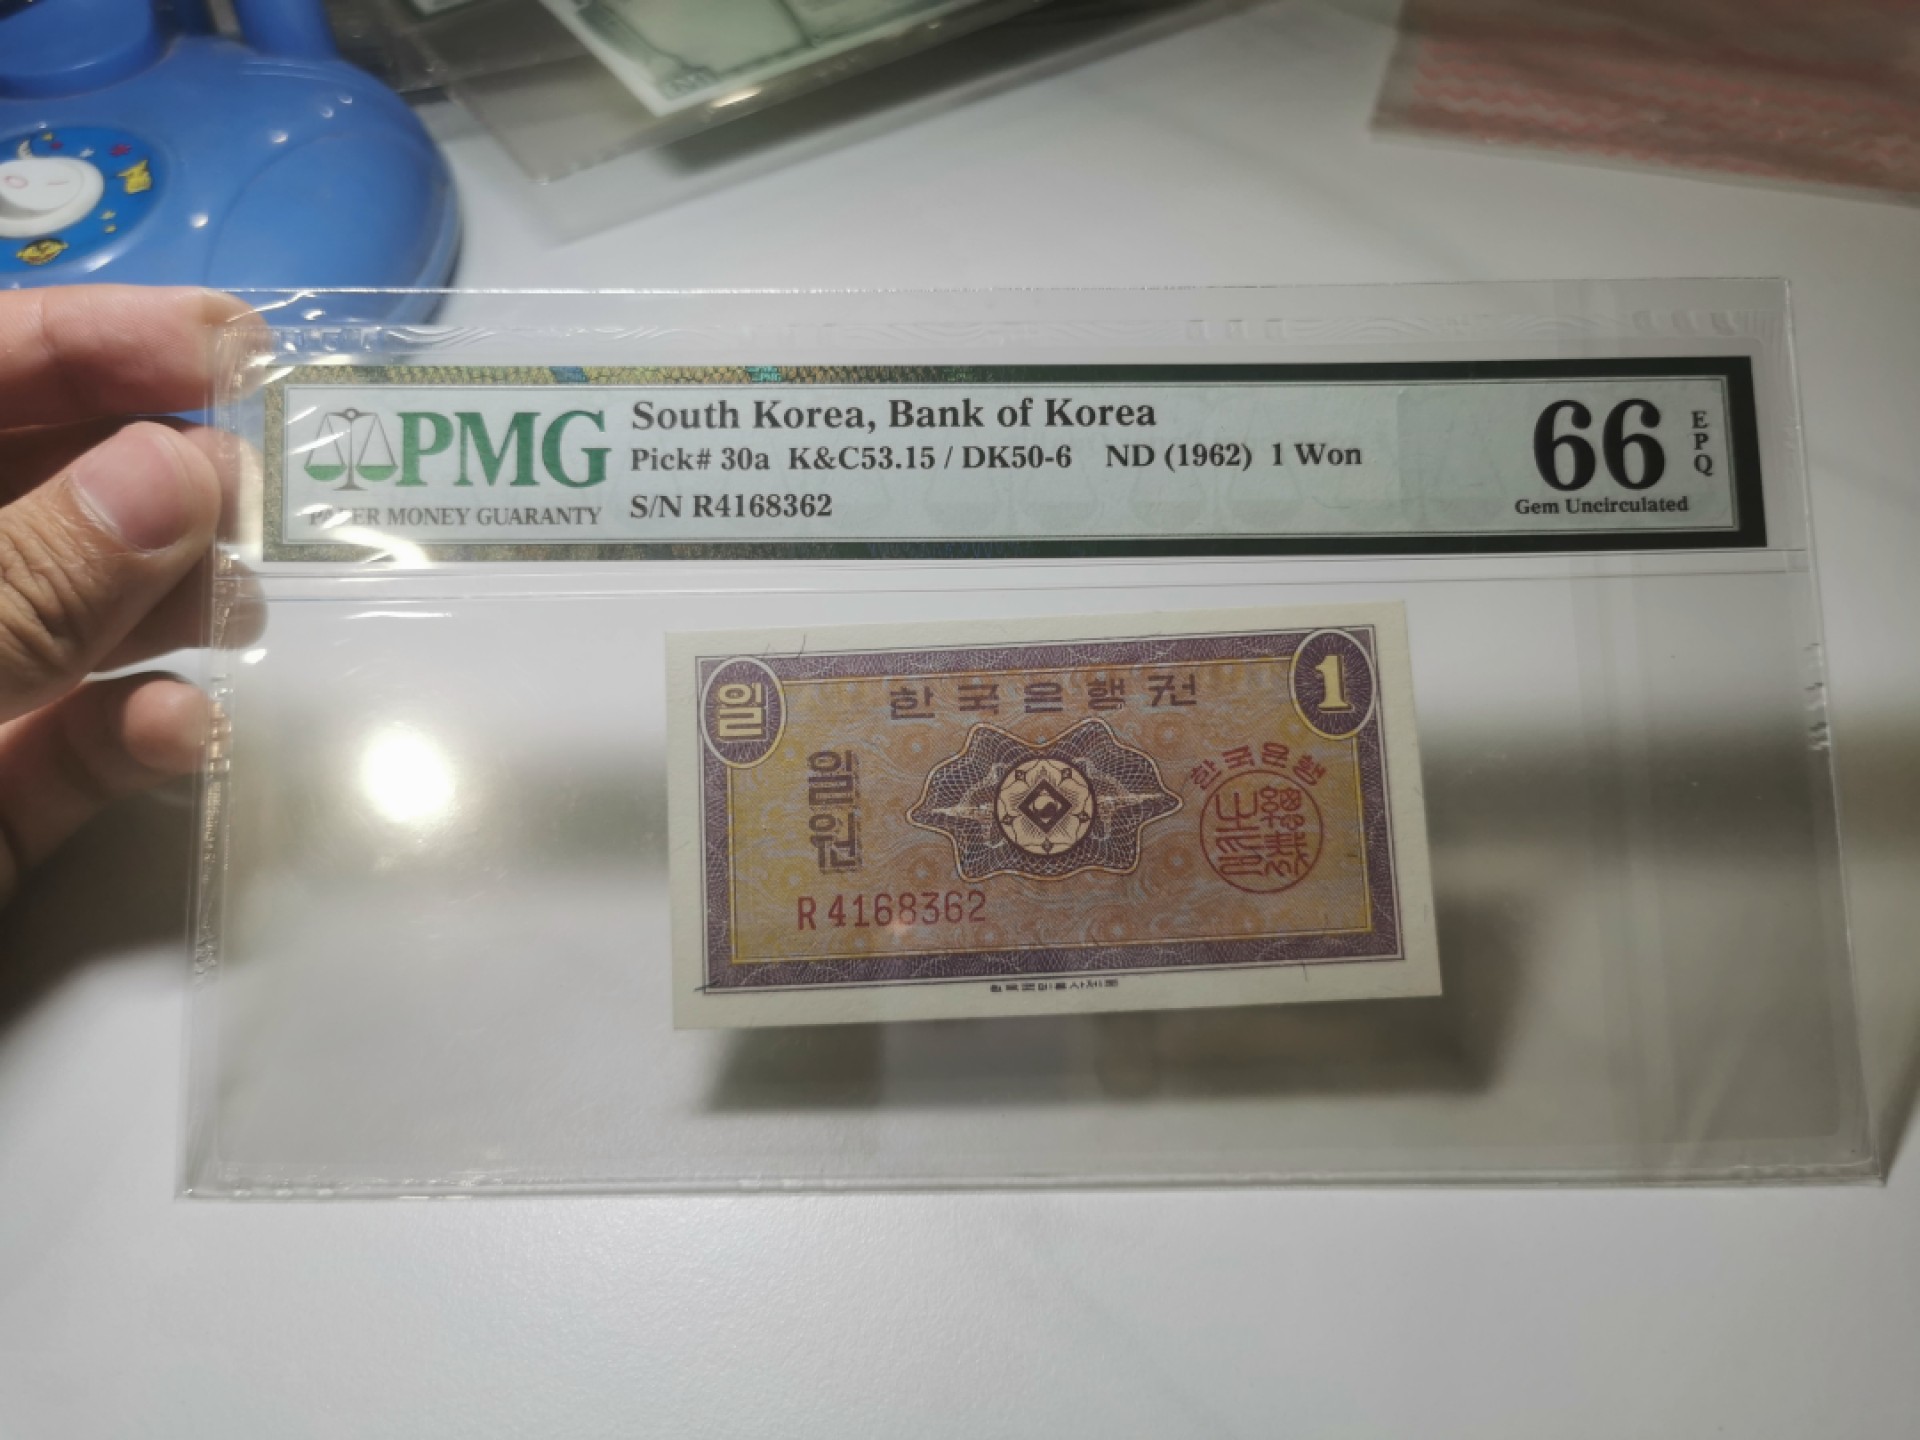 PMG
PAPER MONEY GUARANTY
South Korea, Bank of Korea
Pick# 30a K&C53.15 / DK50-6 ND (1962) 1 Won
S/N R4168362
66
EPQ
Gem Uncirculated
일
한국은행권
1
일원
한국은행
R4168362